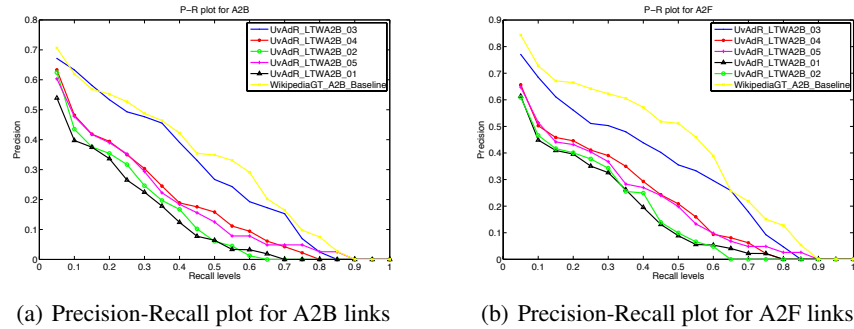 P−R plot for A2B
0.8
0.7
0.6
0.5
0.4
0.3
0.2
0.1
0
Precision
0 0.1 0.2 0.3 0.4 0.5 0.6 0.7 0.8 0.9 1
Recall levels
UvAdR_LTWA2B_03
UvAdR_LTWA2B_04
UvAdR_LTWA2B_02
UvAdR_LTWA2B_05
UvAdR_LTWA2B_01
WikipediaGT_A2B_Baseline
(a) Precision-Recall plot for A2B links
P−R plot for A2F
0.9
0.8
0.7
0.6
0.5
0.4
0.3
0.2
0.1
0
Precision
0 0.1 0.2 0.3 0.4 0.5 0.6 0.7 0.8 0.9 1
Recall levels
UvAdR_LTWA2B_03
UvAdR_LTWA2B_04
UvAdR_LTWA2B_05
UvAdR_LTWA2B_01
UvAdR_LTWA2B_02
WikipediaGT_A2B_Baseline
(b) Precision-Recall plot for A2F links